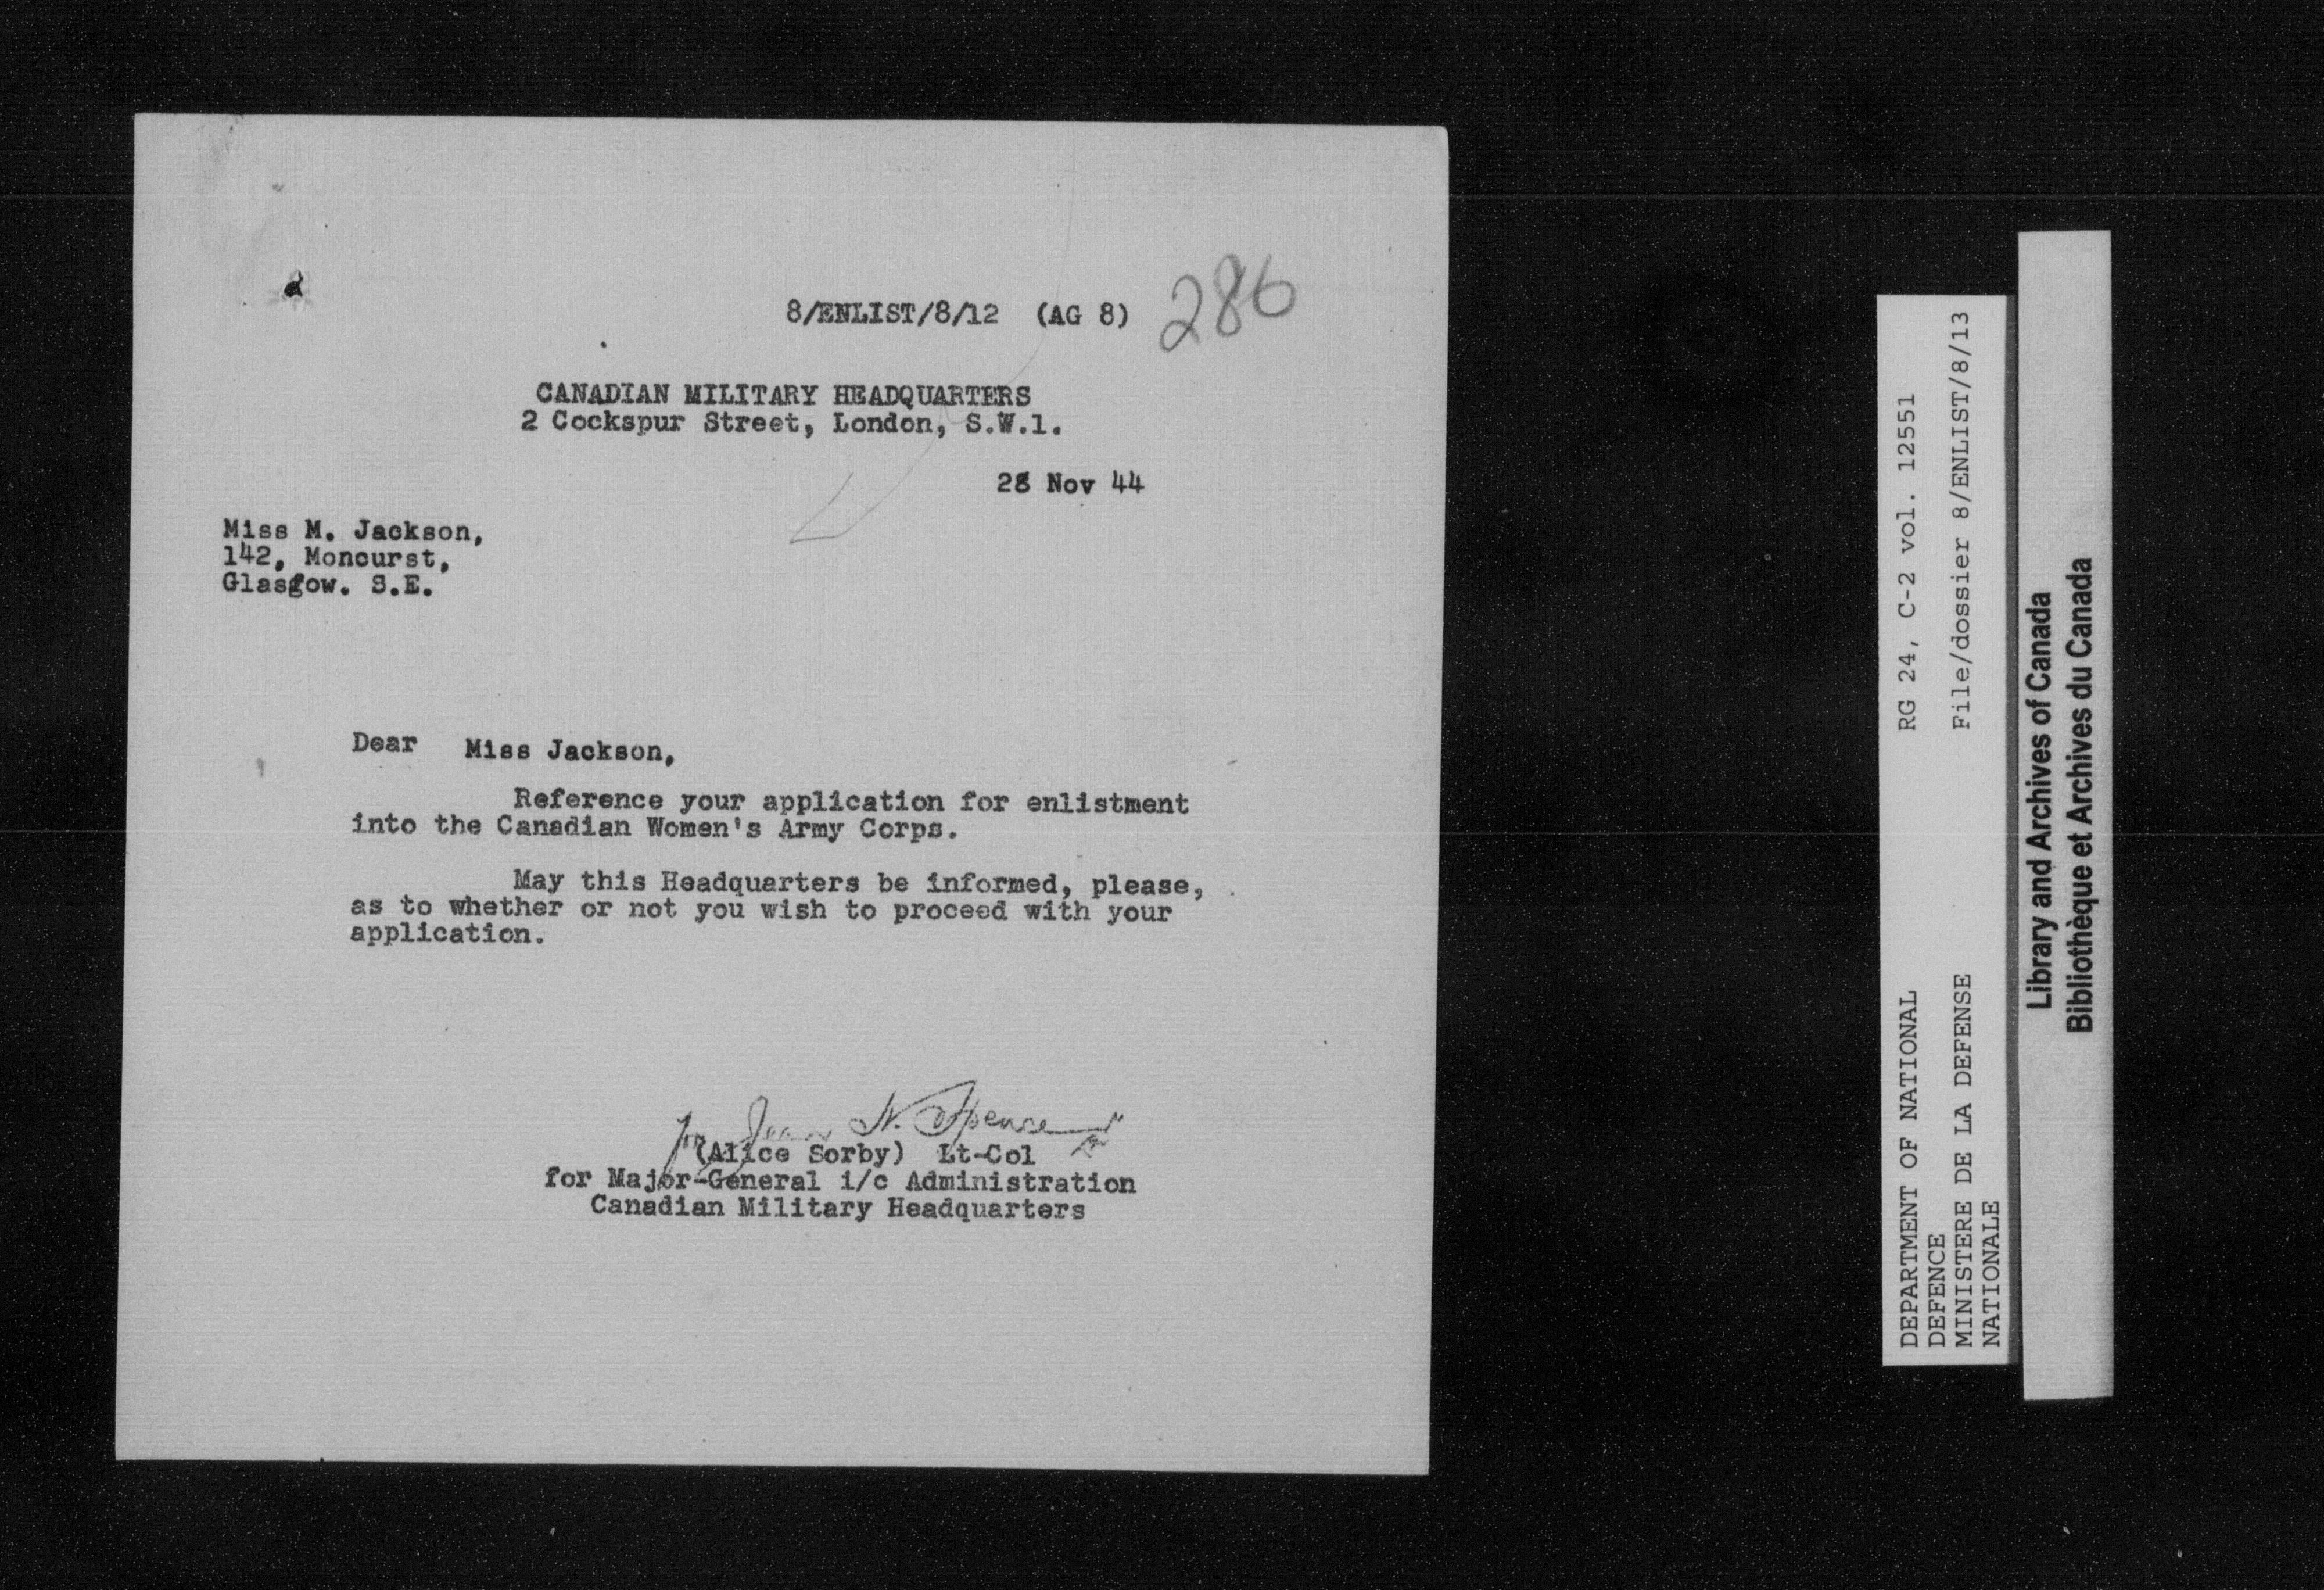 8/ENLIST/8/12 (AG 8) 286
CANADIAN MILITARY HEADQUARTERS
2 Cockspur Street, London, S.W.1.
28 Nov 44
Miss M. Jackson,
142, Moncurst,
Glasgow. S.E.
Dear Miss Jackson,
Reference your application for enlistment
into the Canadian Women's Army Corps.
May this Headquarters be informed, please,
as to whether or not you wish to proceed with your
application.
for Jean N. Spence
(Alice Sorby) Lt-Col
for Major-General i/c Administration
Canadian Military Headquarters
DEPARTMENT OF NATIONAL RG 24, C-2 vol. 12551
DEFENCE
MINISTERE DE LA DEFENSE File/dossier 8/ENLIST/8/13
NATIONALE
Library and Archives of Canada
Bibliothèque et Archives du Canada